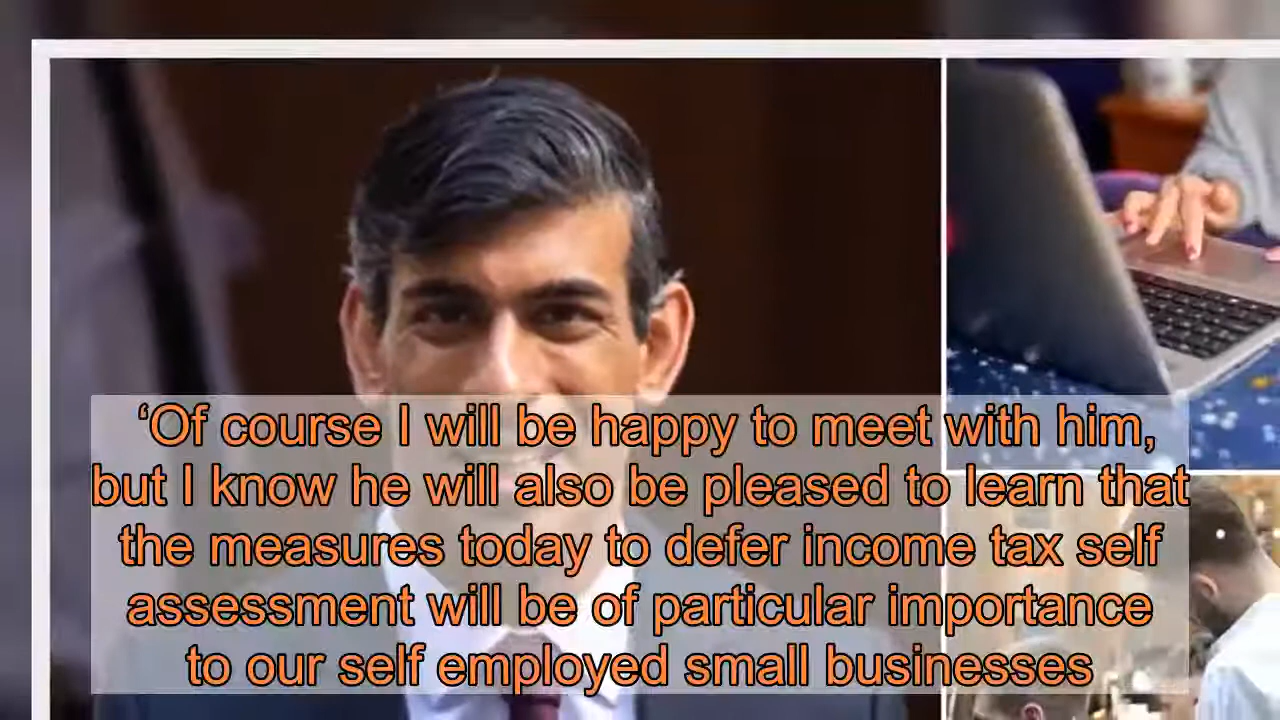 ‘Of course I will be happy to meet with him,
but I know he will also be pleased to learn that
the measures today to defer income tax self
assessment will be of particular importance
to our self employed small businesses